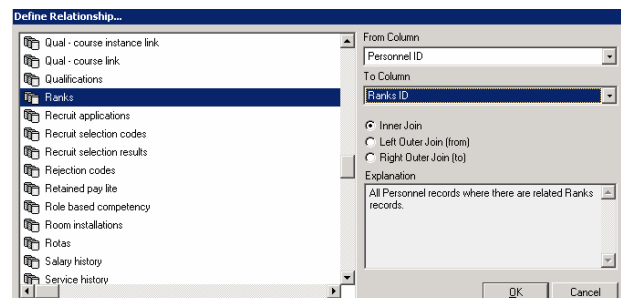 Define Relationship...
Qual - course instance link
Qual - course link
Qualifications
Ranks
Recruit applications
Recruit selection codes
Recruit selection results
Rejection codes
Retained pay lite
Role based competency
Room installations
Rotas
Salary history
Service history
From Column
Personnel ID
To Column
Ranks ID
Inner Join
Left Outer Join (from)
Right Outer Join (to)
Explanation
All Personnel records where there are related Ranks
records.
OK
Cancel